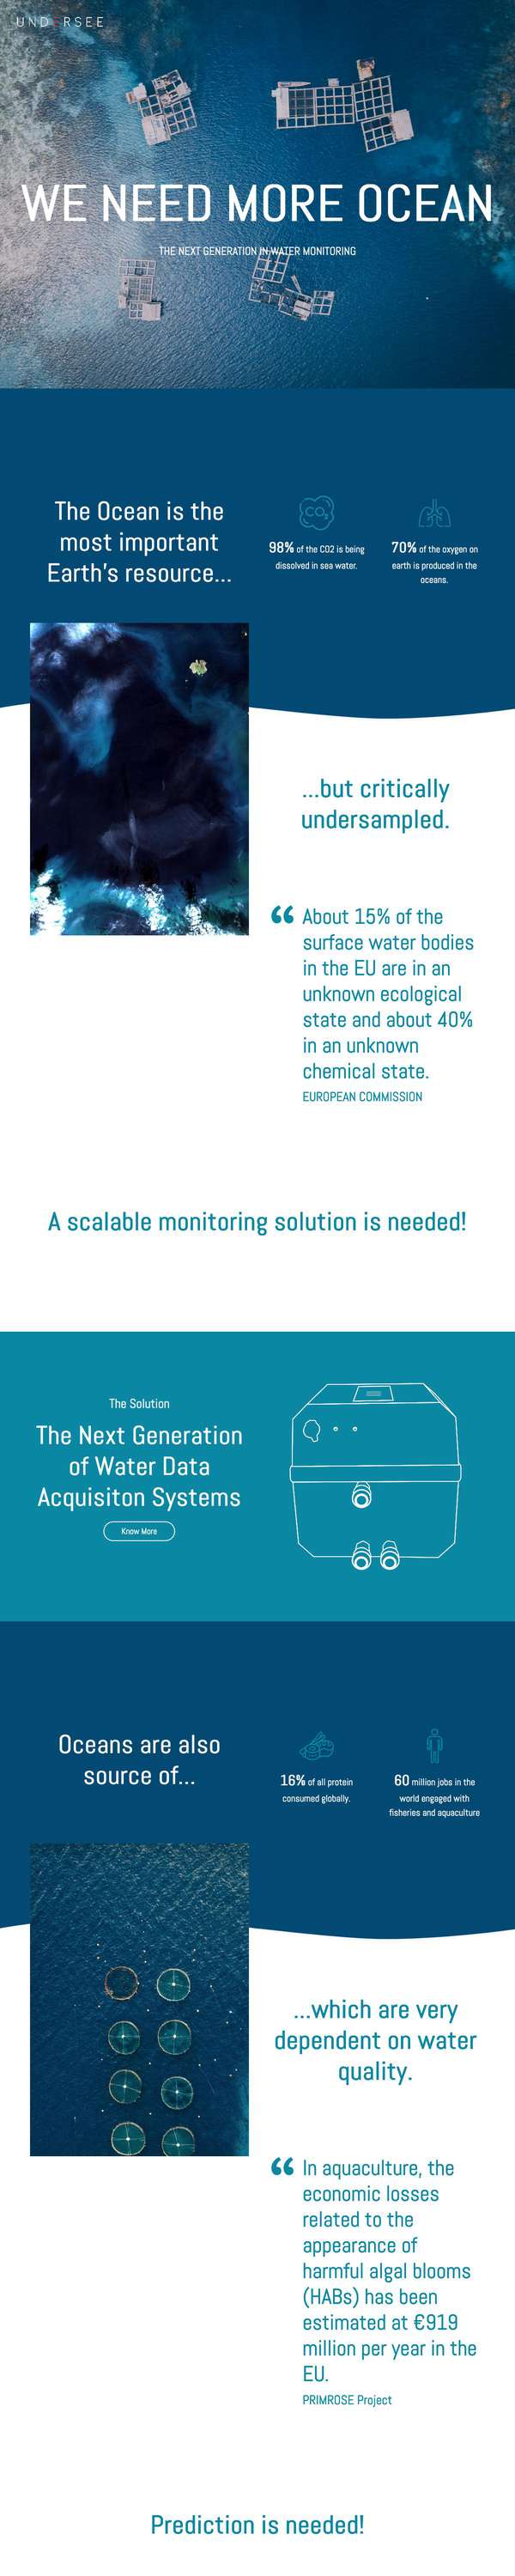 UND RSEE
WE NEED MORE OCEAN
THE NEXT GENERATION IN WATER MONITORING
The Ocean is the
most important
Earth's resource...
CO₂
98% of the CO2 is being
dissolved in sea water.
70% of the oxygen on
earth is produced in the
oceans.
...but critically
undersampled.
“ About 15% of the
surface water bodies
in the EU are in an
unknown ecological
state and about 40%
in an unknown
chemical state.
EUROPEAN COMMISSION
A scalable monitoring solution is needed!
The Solution
The Next Generation
of Water Data
Acquisiton Systems
Know More
Oceans are also
source of...
16% of all protein
consumed globally.
60 million jobs in the
world engaged with
fisheries and aquaculture
...which are very
dependent on water
quality.
“ In aquaculture, the
economic losses
related to the
appearance of
harmful algal blooms
(HABs) has been
estimated at €919
million per year in the
EU.
PRIMROSE Project
Prediction is needed!